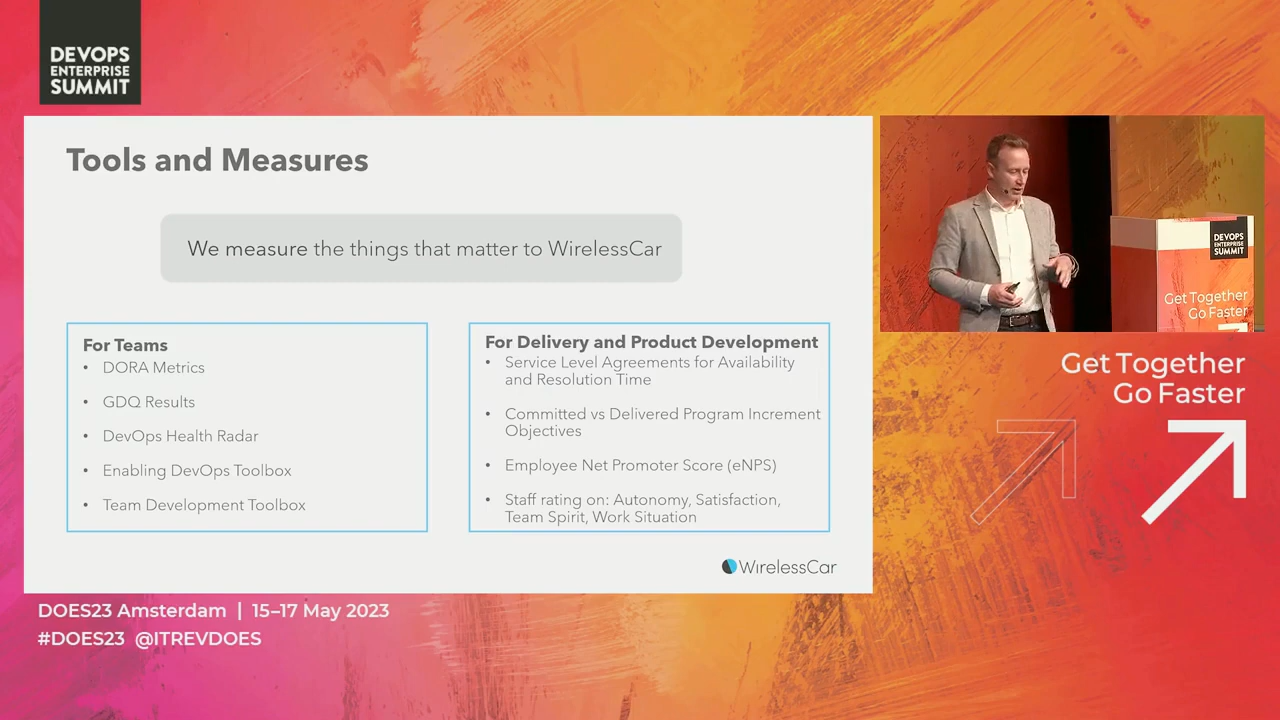 DEVOPS
ENTERPRISE
SUMMIT
Tools and Measures
We measure the things that matter to WirelessCar
For Teams
• DORA Metrics
• GDQ Results
• DevOps Health Radar
• Enabling DevOps Toolbox
• Team Development Toolbox
For Delivery and Product Development
• Service Level Agreements for Availability
and Resolution Time
• Committed vs Delivered Program Increment
Objectives
• Employee Net Promoter Score (eNPS)
• Staff rating on: Autonomy, Satisfaction,
Team Spirit, Work Situation
WirelessCar
DEVOPS
ENTERPRISE
SUMMIT
Get Together
Go Faster
Get Together
Go Faster
DOES23 Amsterdam | 15–17 May 2023
#DOES23 @ITREVDOES